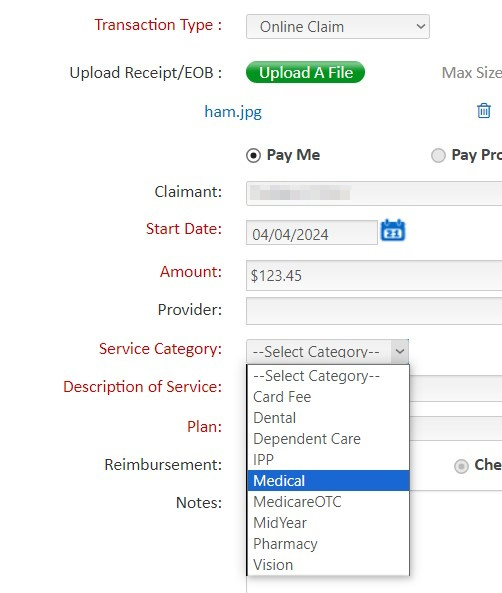 Transaction Type : Online Claim
Upload Receipt/EOB : Upload A File Max Size
ham.jpg
Pay Me Pay Pro
Claimant:
Start Date: 04/04/2024 21
Amount: $123.45
Provider:
Service Category: --Select Category--
--Select Category--
Card Fee
Description of Service:
Dental
Plan:
Dependent Care
IPP
Reimbursement: Che
Medical
Notes: MedicareOTC
MidYear
Pharmacy
Vision